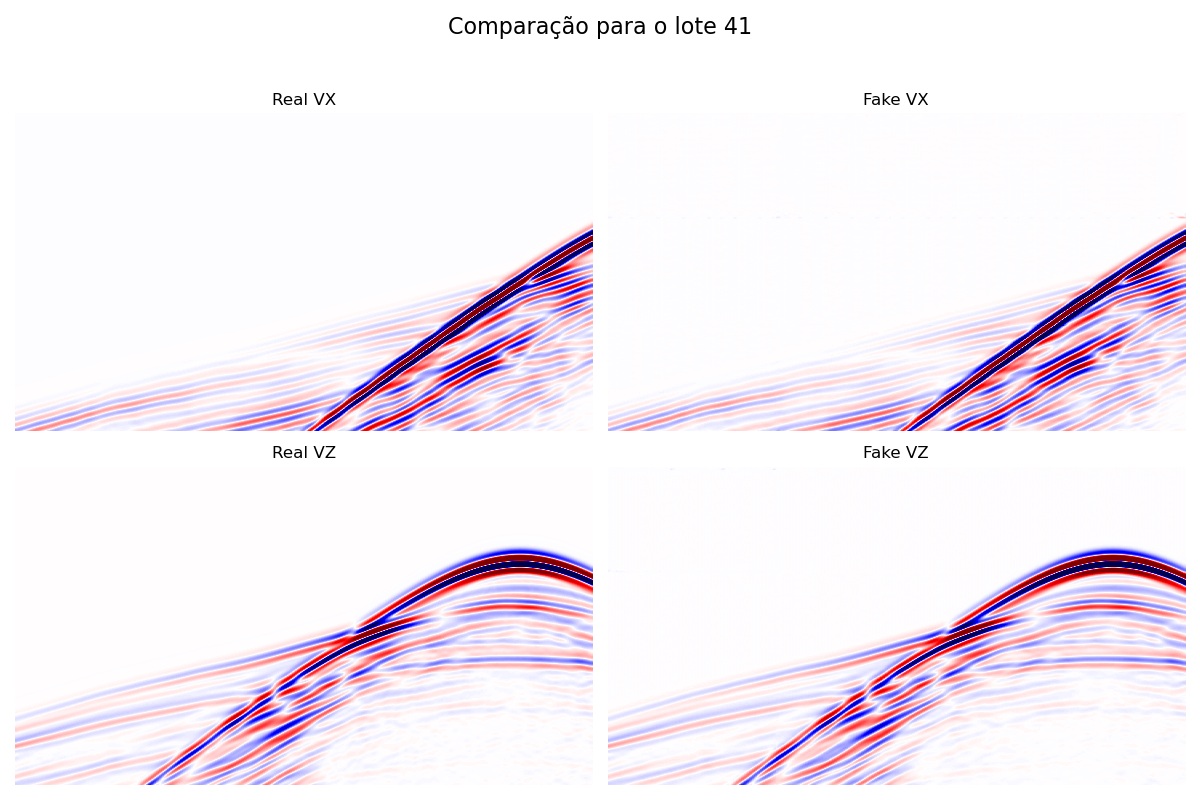 Comparação para o lote 41
Real VX
Fake VX
Real VZ
Fake VZ